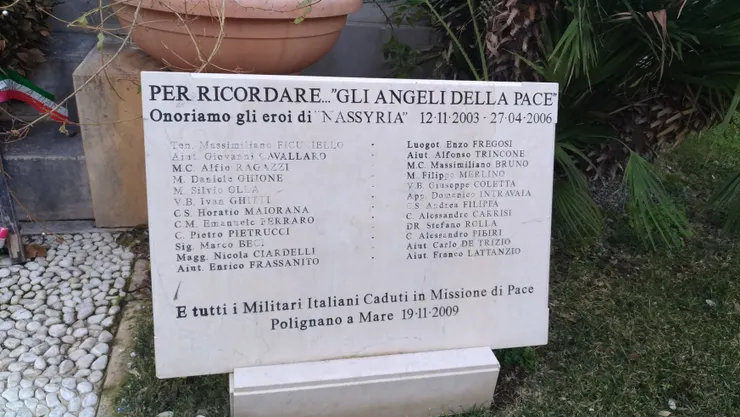 PER RICORDARE..."GLI ANGELI DELLA PACE"
Onoriamo gli eroi di "NASSYRIA" 12-11-2003 - 27-04-2006
Ten. Massimiliano FICUCIELLO - Luogot. Enzo FREGOSI
Aiut. Giovanni CAVALLARO - Aiut. Alfonso TRINCONE
M.C. Alfio RAGAZZI - M.C. Massimiliano BRUNO
M. Daniele GHIONE - M. Filippo MERLINO
M. Silvio OLLA - V.B. Giuseppe COLETTA
V.B. Ivan GHITTI - App. Domenico INTRAVAIA
C.S. Horatio MAIORANA - C.S. Andrea FILIPPA
C.M. Emanuele FERRARO - C. Alessandro CARRISI
C. Pietro PETRUCCI - DR Stefano ROLLA
Sig. Marco BECI - C. Alessandro PIBIRI
Magg. Nicola CIARDELLI - Aiut. Carlo DE TRIZIO
Aiut. Enrico FRASSANITO - Aiut. Franco LATTANZIO
E tutti i Militari Italiani Caduti in Missione di Pace
Polignano a Mare 19-11-2009